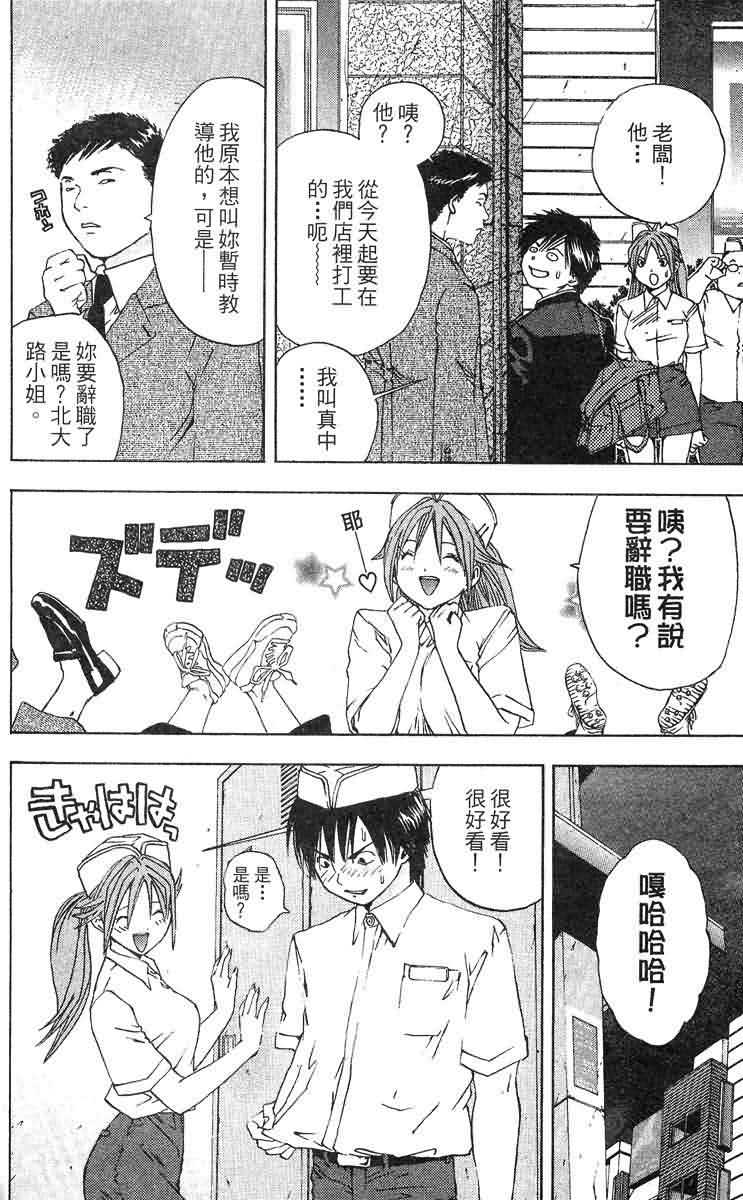 老闆！
他…
咦？
他？
從今天起要在
我們店裡打工
的…呃～
我叫真中
……
我原本想叫妳暫時教
導他的，可是——
コホン
妳要辭職了
是嗎？北大
路小姐。
咦？我有說
要辭職嗎？
耶
♡
ズデッ
嘎哈哈哈！
很好看！
很好看！
是…
是嗎？
きゃはは